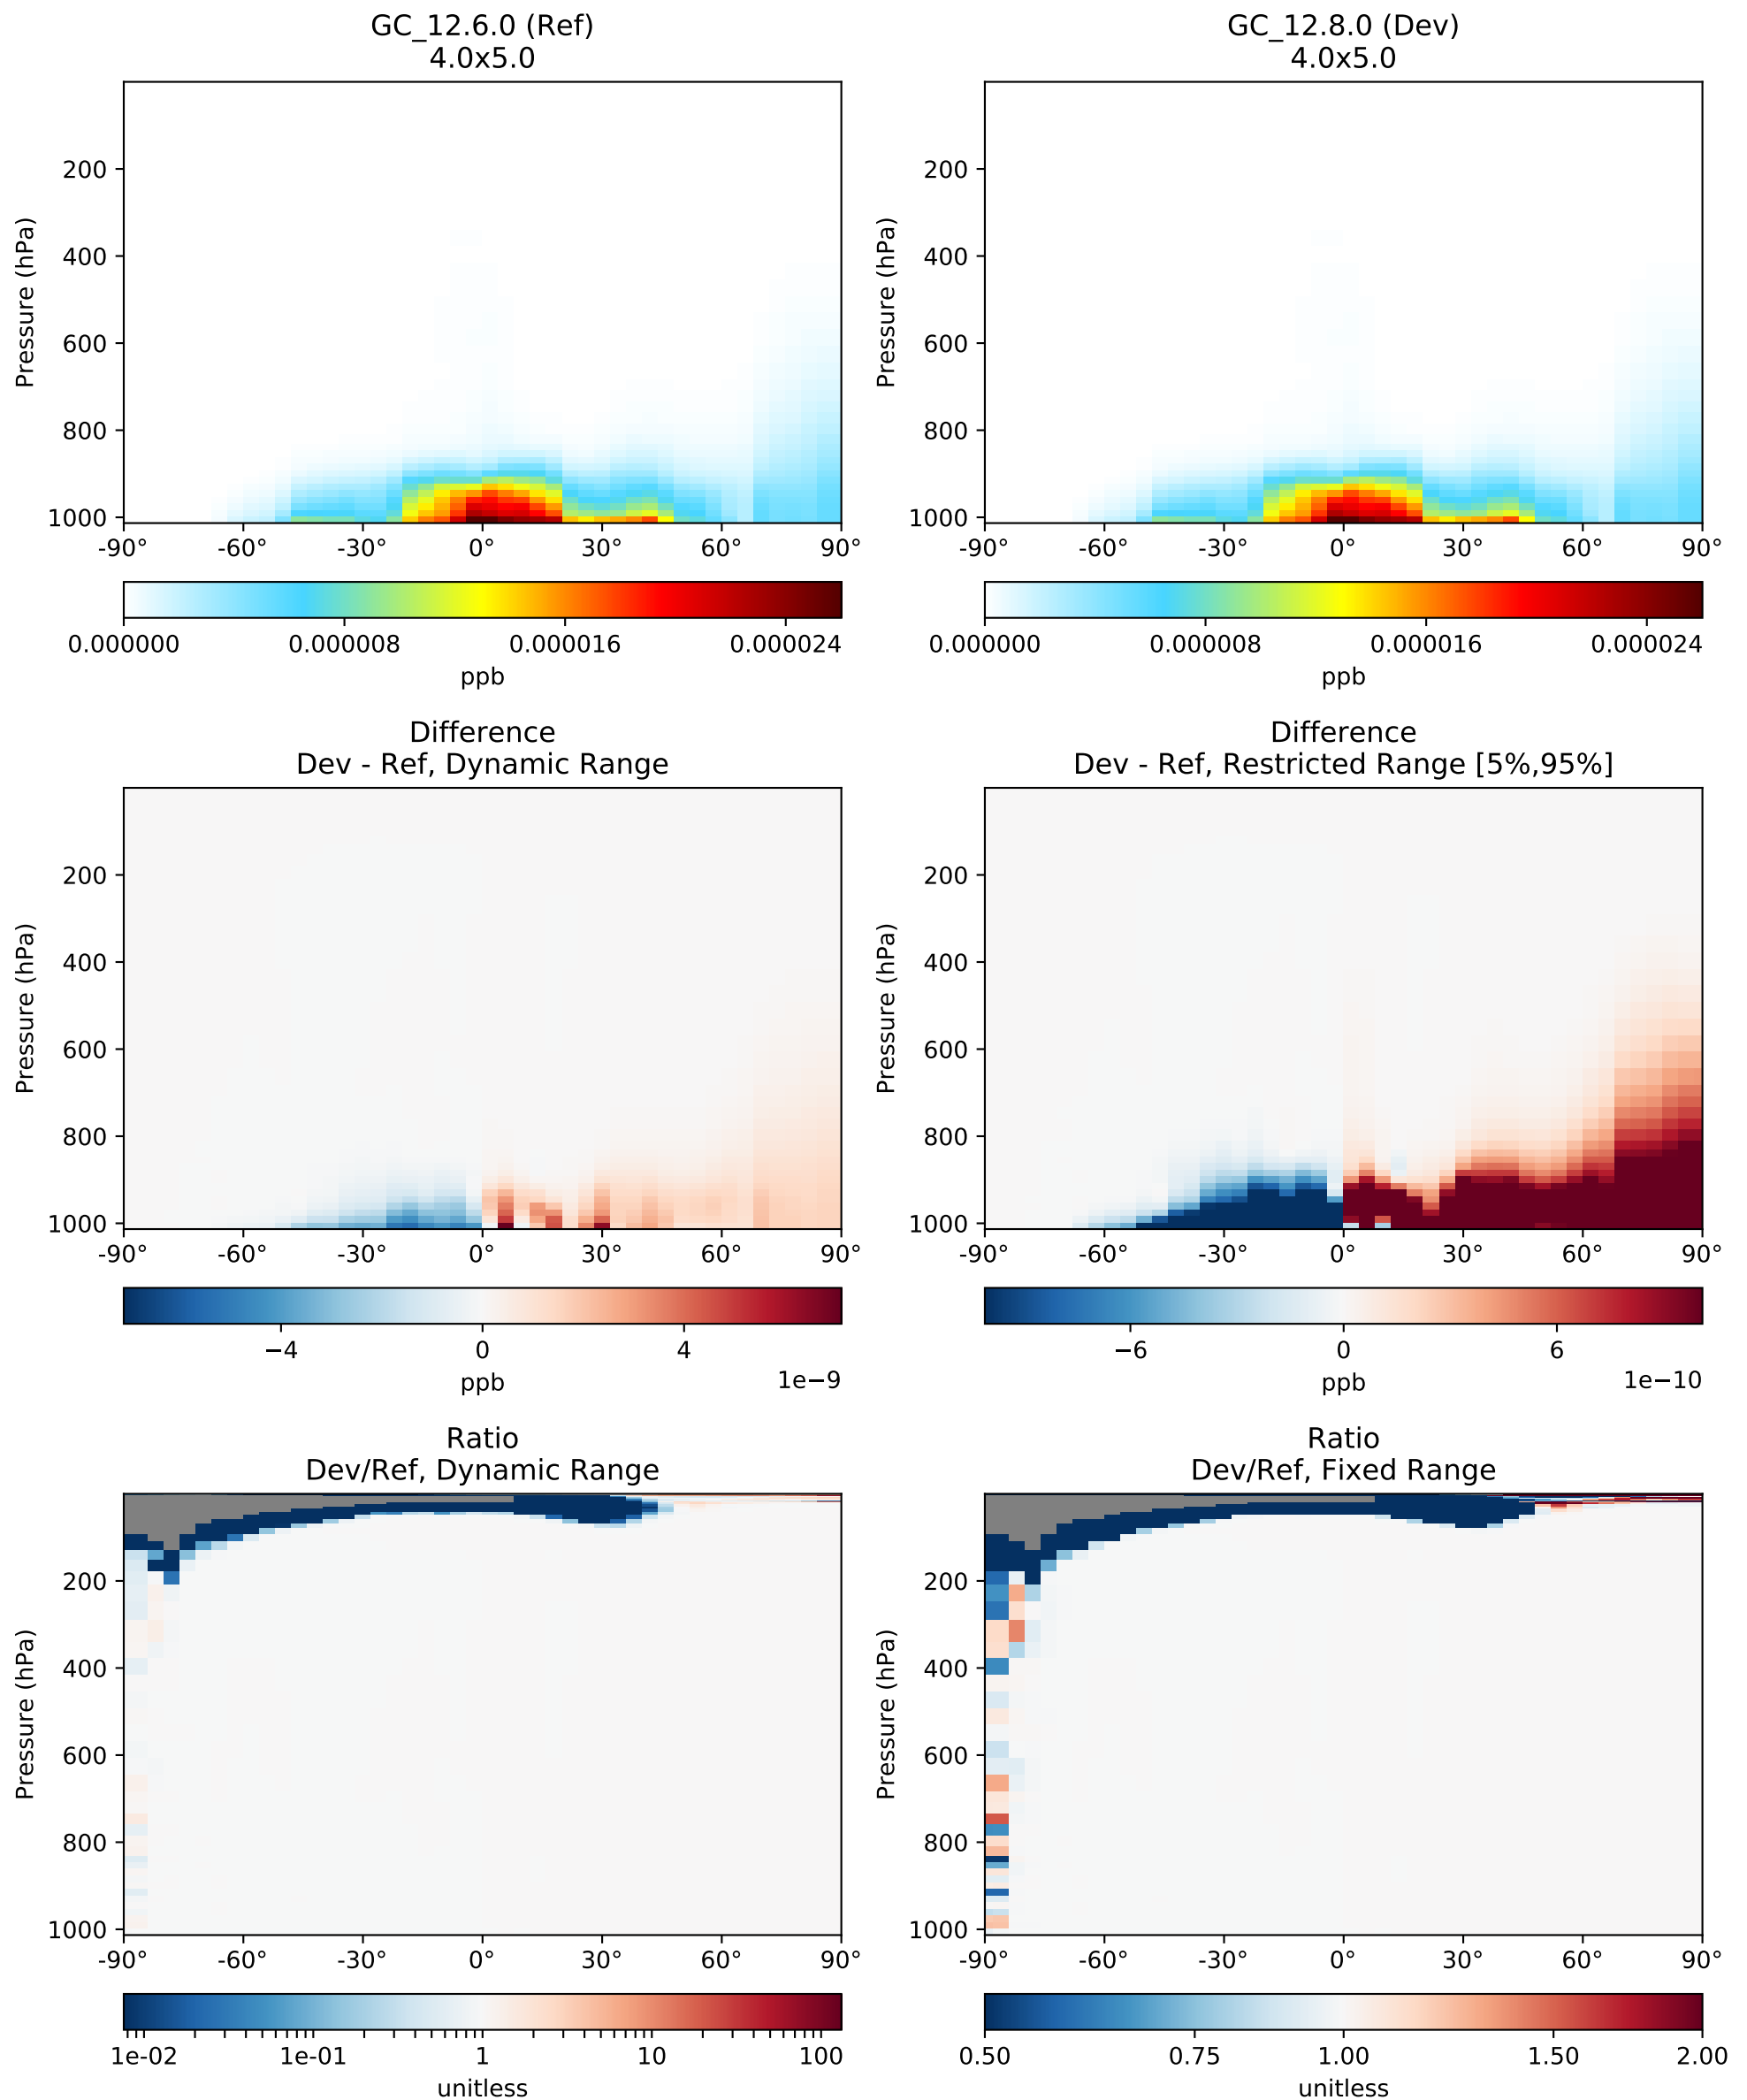 GC_12.6.0 (Ref)
4.0x5.0
Pressure (hPa)
200
400
600
800
1000
-90° -60° -30° 0° 30° 60° 90°
0.000000 0.000008 0.000016 0.000024
ppb
GC_12.8.0 (Dev)
4.0x5.0
Pressure (hPa)
200
400
600
800
1000
-90° -60° -30° 0° 30° 60° 90°
0.000000 0.000008 0.000016 0.000024
ppb
Difference
Dev - Ref, Dynamic Range
Pressure (hPa)
200
400
600
800
1000
-90° -60° -30° 0° 30° 60° 90°
−4 0 4
ppb 1e−9
Difference
Dev - Ref, Restricted Range [5%,95%]
Pressure (hPa)
200
400
600
800
1000
-90° -60° -30° 0° 30° 60° 90°
−6 0 6
ppb 1e−10
Ratio
Dev/Ref, Dynamic Range
Pressure (hPa)
200
400
600
800
1000
-90° -60° -30° 0° 30° 60° 90°
1e-02 1e-01 1 10 100
unitless
Ratio
Dev/Ref, Fixed Range
Pressure (hPa)
200
400
600
800
1000
-90° -60° -30° 0° 30° 60° 90°
0.50 0.75 1.00 1.50 2.00
unitless